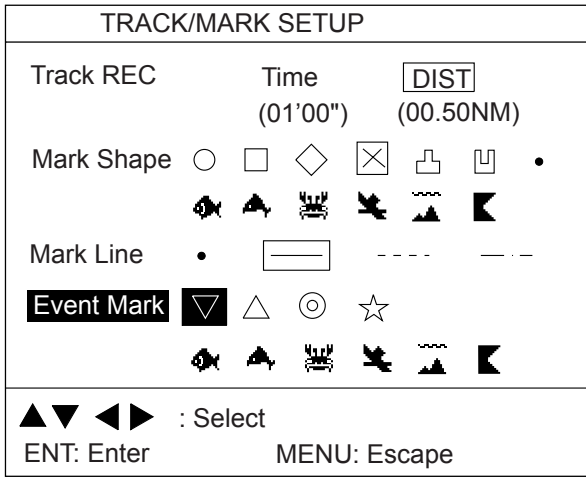 TRACK/MARK SETUP
Track REC Time DIST
(01'00") (00.50NM)
Mark Shape
Mark Line
Event Mark
: Select
ENT: Enter MENU: Escape